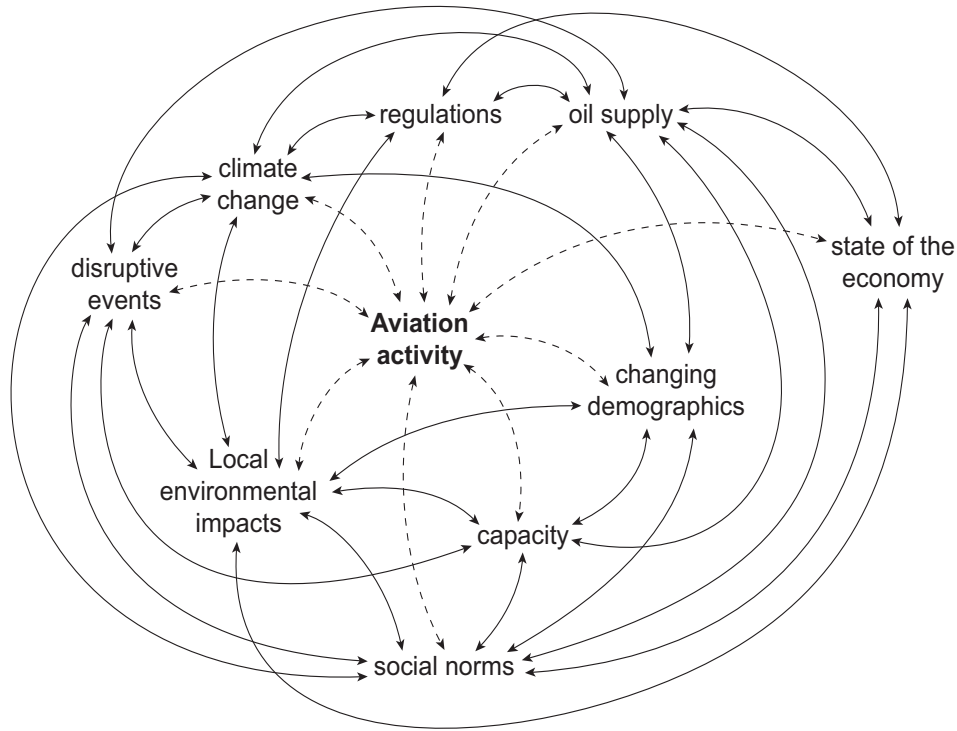 regulations
oil supply
climate
change
state of the
economy
disruptive
events
Aviation
activity
changing
demographics
Local
environmental
impacts
capacity
social norms